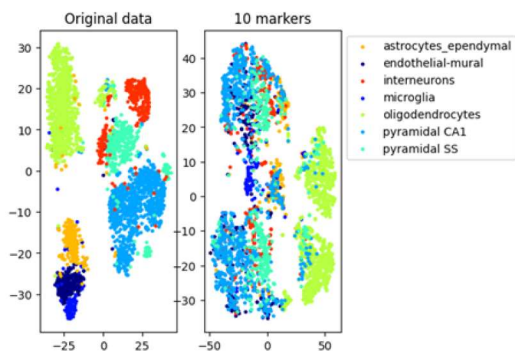 Original data
10 markers
30
20
10
0
−10
−20
−30
−25
0
25
40
30
20
10
0
−10
−20
−30
−50
0
50
astrocytes_ependymal
endothelial-mural
interneurons
microglia
oligodendrocytes
pyramidal CA1
pyramidal SS